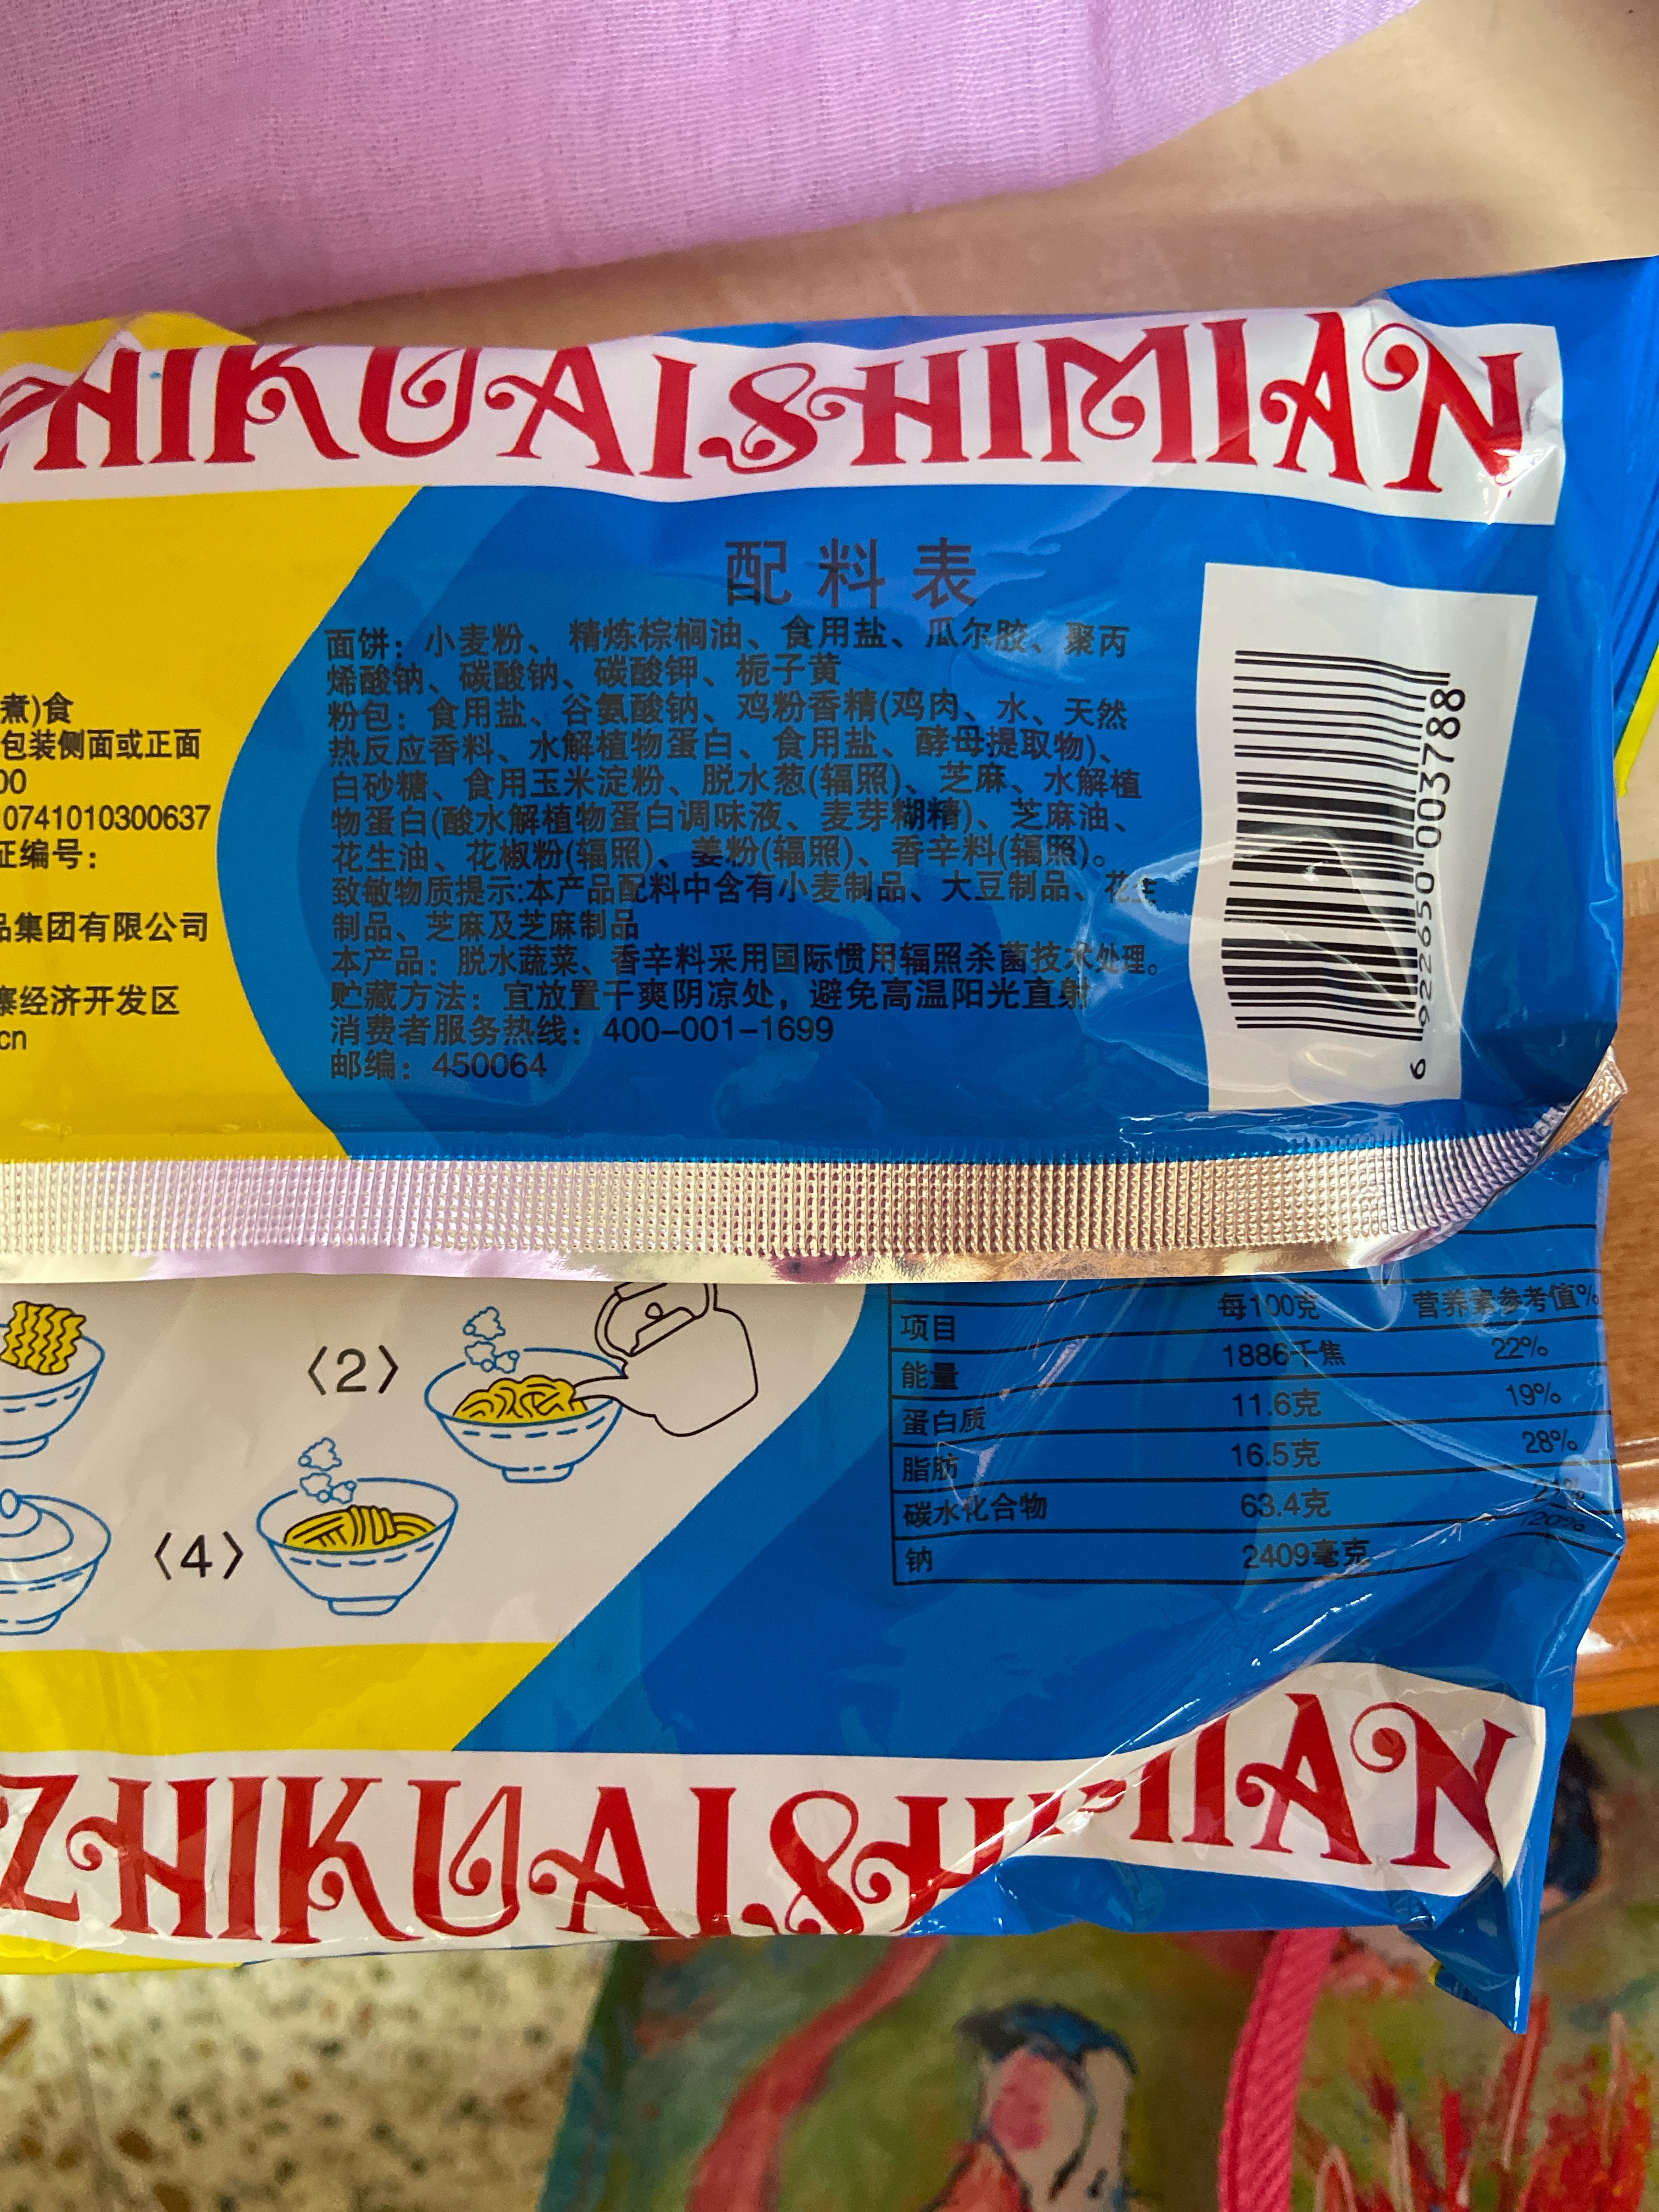 ZHIKUAISHIMIAN
煮)食
包装侧面或正面
00
10741010300637
证编号：
品集团有限公司
寨经济开发区
cn
配料表
面饼：小麦粉、精炼棕榈油、食用盐、瓜尔胶、聚丙
烯酸钠、碳酸钠、碳酸钾、栀子黄
粉包：食用盐、谷氨酸钠、鸡粉香精(鸡肉、水、天然
热反应香料、水解植物蛋白、食用盐、酵母提取物)、
白砂糖、食用玉米淀粉、脱水葱(辐照)、芝麻、水解植
物蛋白(酸水解植物蛋白调味液、麦芽糊精)、芝麻油、
花生油、花椒粉(辐照)、姜粉(辐照)、香辛料(辐照)。
致敏物质提示:本产品配料中含有小麦制品、大豆制品、花生
制品、芝麻及芝麻制品
本产品：脱水蔬菜、香辛料采用国际惯用辐照杀菌技术处理。
贮藏方法：宜放置干爽阴凉处，避免高温阳光直射
消费者服务热线：400-001-1699
邮编：450064
6 922650 003788
〈2〉
〈4〉
项目 每100克 营养素参考值%
能量 1886千焦 22%
蛋白质 11.6克 19%
脂肪 16.5克 28%
碳水化合物 63.4克 21%
钠 2409毫克
ZHIKUAISHIMIAN